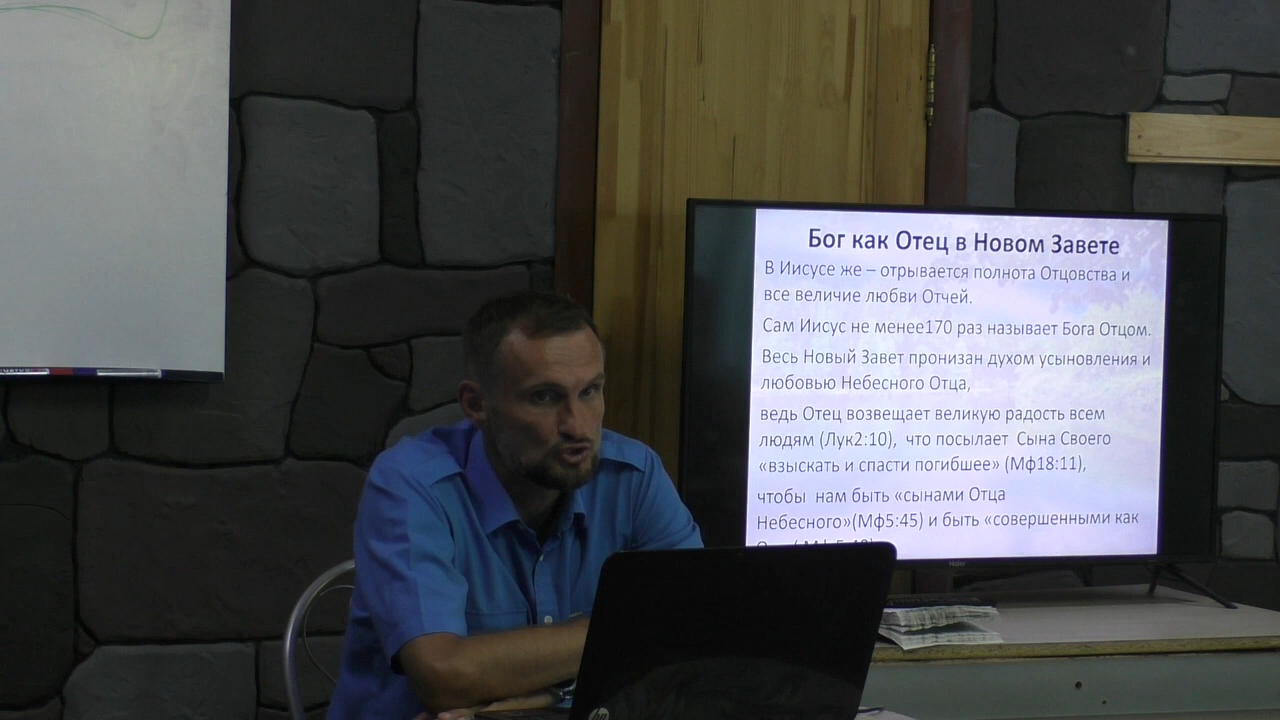 Бог как Отец в Новом Завете
В Иисусе же – отрывается полнота Отцовства и
все величие любви Отчей.
Сам Иисус не менее170 раз называет Бога Отцом.
Весь Новый Завет пронизан духом усыновления и
любовью Небесного Отца,
ведь Отец возвещает великую радость всем
людям (Лук2:10), что посылает Сына Своего
«взыскать и спасти погибшее» (Мф18:11),
чтобы нам быть «сынами Отца
Небесного»(Мф5:45) и быть «совершенными как
Haier
hp